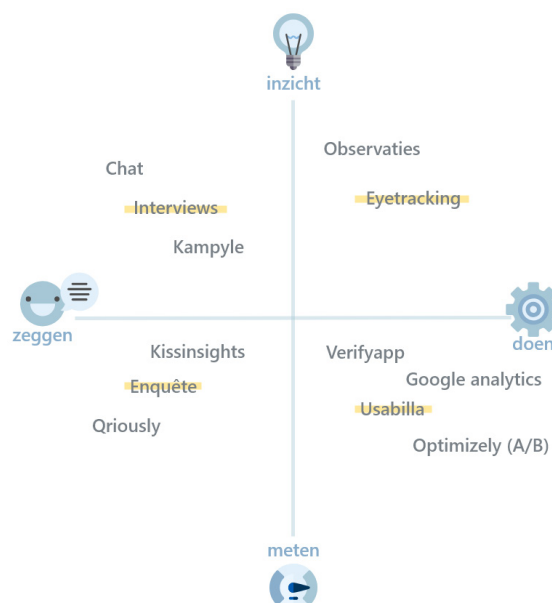 inzicht
Observaties
Chat
Eyetracking
Interviews
Kampyle
zeggen
doen
Kissinsights
Verifyapp
Google analytics
Enquête
Usabilla
Qriously
Optimizely (A/B)
meten